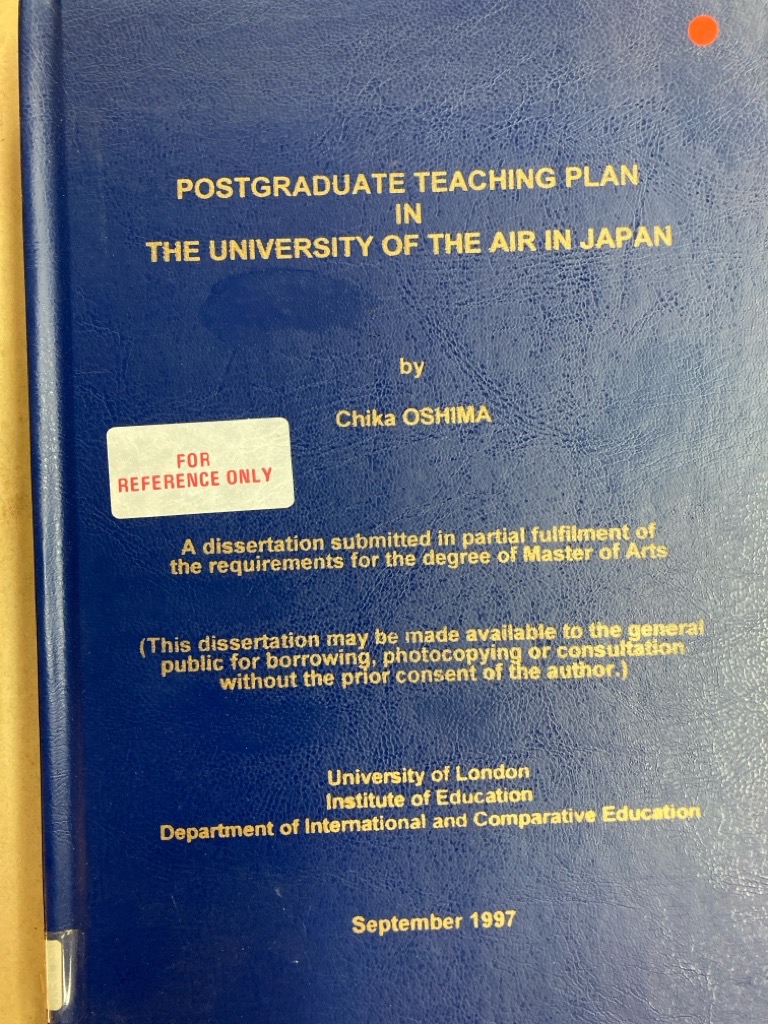 POSTGRADUATE TEACHING PLAN
IN
THE UNIVERSITY OF THE AIR IN JAPAN
by
Chika OSHIMA
FOR
REFERENCE ONLY
A dissertation submitted in partial fulfilment of
the requirements for the degree of Master of Arts
(This dissertation may be made available to the general
public for borrowing, photocopying or consultation
without the prior consent of the author.)
University of London
Institute of Education
Department of International and Comparative Education
September 1997